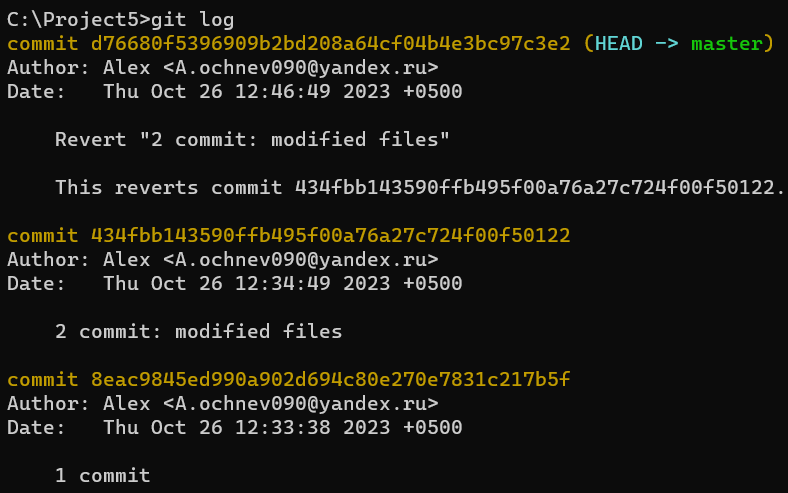 C:\Project5>git log
commit d76680f5396909b2bd208a64cf04b4e3bc97c3e2 (HEAD -> master)
Author: Alex <A.ochnev090@yandex.ru>
Date:   Thu Oct 26 12:46:49 2023 +0500
Revert "2 commit: modified files"
This reverts commit 434fbb143590ffb495f00a76a27c724f00f50122.
commit 434fbb143590ffb495f00a76a27c724f00f50122
Author: Alex <A.ochnev090@yandex.ru>
Date:   Thu Oct 26 12:34:49 2023 +0500
2 commit: modified files
commit 8eac9845ed990a902d694c80e270e7831c217b5f
Author: Alex <A.ochnev090@yandex.ru>
Date:   Thu Oct 26 12:33:38 2023 +0500
1 commit